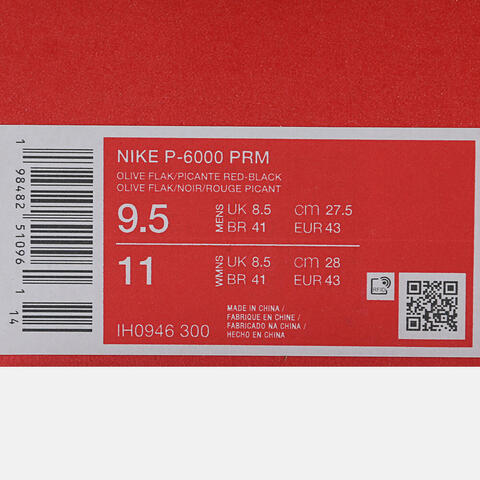 NIKE P-6000 PRM
OLIVE FLAK/PICANTE RED-BLACK
OLIVE FLAK/NOIR/ROUGE PICANT
9.5 MENS UK 8.5 cm 27.5
BR 41 EUR 43
11 WMNS UK 8.5 cm 28
BR 41 EUR 43
RFID
MADE IN CHINA /
FABRIQUE EN CHINE /
FABRICADO NA CHINA /
HECHO EN CHINA
IH0946 300
1 98482 51096 1 14